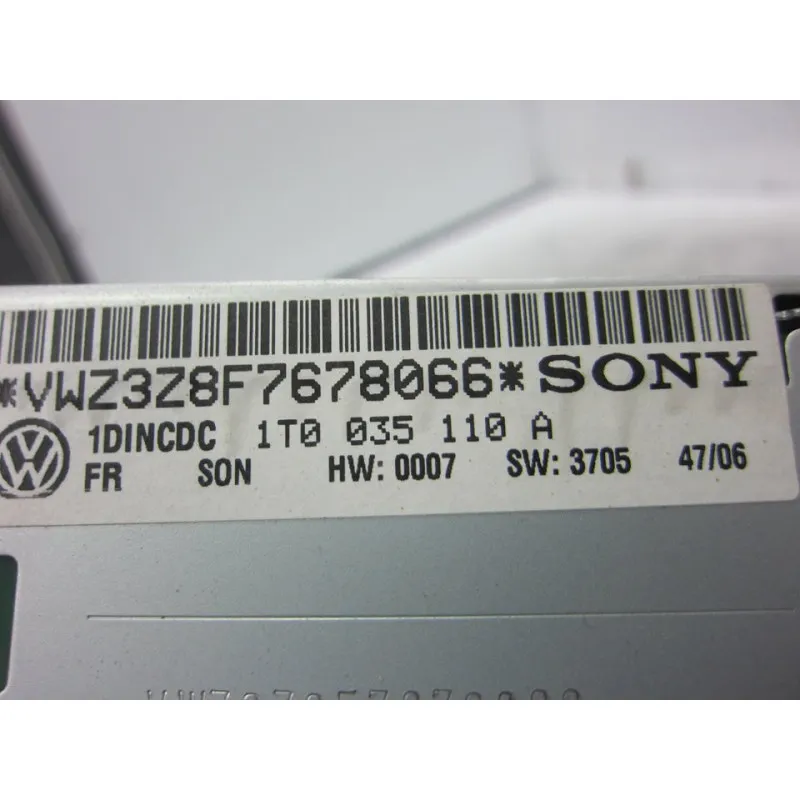 *VWZ3Z8F7678066* SONY
1DINCDC 1T0 035 110 A
FR SON HW: 0007 SW: 3705 47/06